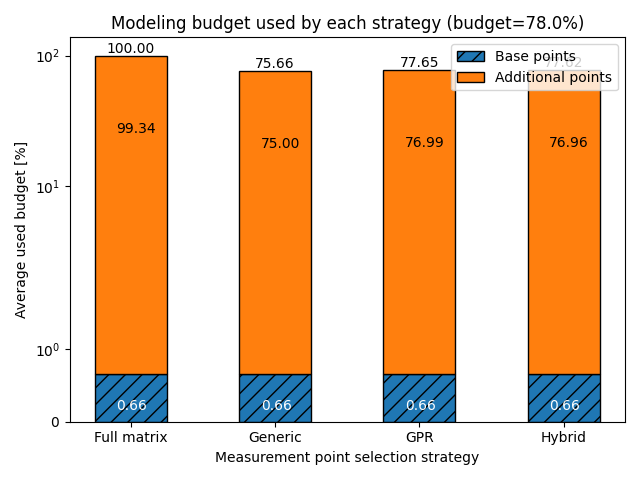 Modeling budget used by each strategy (budget=78.0%)
Base points
Additional points
100.00
75.66
77.65
77.62
99.34
75.00
76.99
76.96
0.66
0.66
0.66
0.66
10²
10¹
10⁰
0
Average used budget [%]
Full matrix
Generic
GPR
Hybrid
Measurement point selection strategy